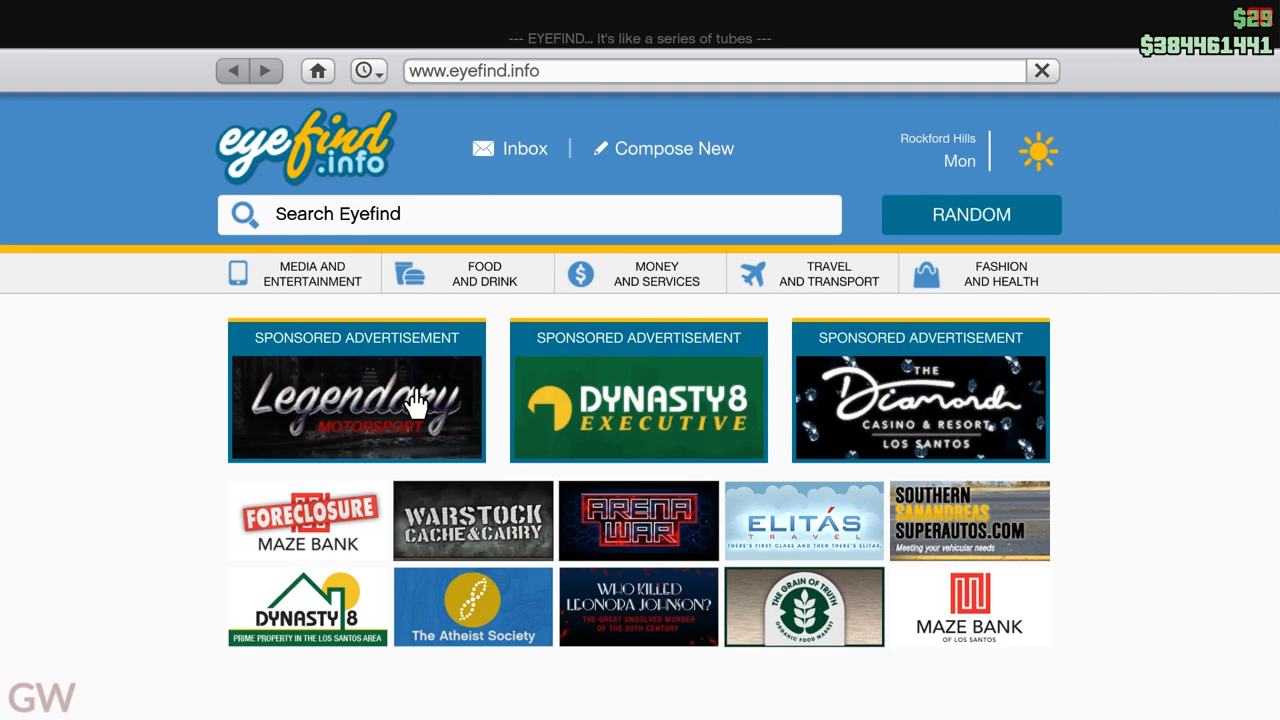 $29
--- EYEFIND... It's like a series of tubes ---
$384461441
www.eyefind.info
eyefind
.info
Inbox
Compose New
Rockford Hills
Mon
Search Eyefind
RANDOM
MEDIA AND
ENTERTAINMENT
FOOD
AND DRINK
MONEY
AND SERVICES
TRAVEL
AND TRANSPORT
FASHION
AND HEALTH
SPONSORED ADVERTISEMENT
Legendary
MOTORSPORT
SPONSORED ADVERTISEMENT
DYNASTY 8
EXECUTIVE
SPONSORED ADVERTISEMENT
THE
Diamond
CASINO & RESORT
LOS SANTOS
FORECLOSURE
MAZE BANK
WARSTOCK
CACHE & CARRY
ARENA
WAR
ELITÁS
TRAVEL
THERE'S FIRST CLASS AND THEN THERE'S ELITAS.
SOUTHERN
SANANDREAS
SUPERAUTOS.COM
Meeting your vehicular needs
DYNASTY 8
PRIME PROPERTY IN THE LOS SANTOS AREA
The Atheist Society
WHO KILLED
LEONORA JOHNSON?
THE GREAT UNSOLVED MURDER
OF THE 20TH CENTURY
THE GRAIN OF TRUTH
ORGANIC FOOD MARKET
MAZE BANK
OF LOS SANTOS
GW